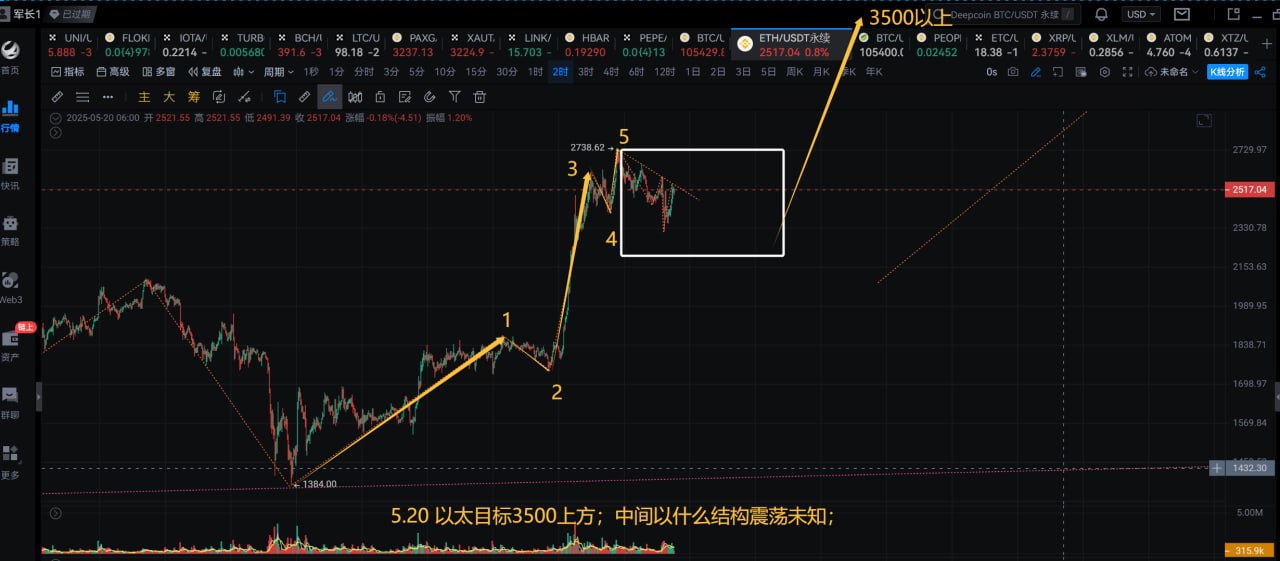 军长1 已过期
3500以上
Deepcoin BTC/USDT 永续 /
USD
UNI/U FLOKI IOTA/ TURB BCH/I LTC/U PAXG/ XAUT. LINK/ HBAR PEPE/ BTC/U ETH/USDT永续 BTC/U PEOPI ETC/U XRP/U XLM/I ATOM ICX/U
5.888 -3 0.0(4)97 0.2214 - 0.005680 391.6 -3 98.18 -2 3237.13 3224.9 - 15.703 - 0.19290 0.0(4)13 105429.8 2517.04 0.8% 105400.0 0.02452 18.38 -1 2.3759 - 0.2856 - 4.760 -4 0.6137 -
首页
指标 高级 多窗 复盘 周期 1秒 1分 分时 3分 5分 10分 15分 30分 1时 2时 3时 4时 6时 12时 1日 2日 3日 5日 周K 月K 季K 年K 0s 未命名 K线分析
主 大 筹
行情
2025-05-20 06:00 开 2521.55 高 2521.55 低 2491.39 收 2517.04 涨幅 -0.18%(-4.51) 振幅 1.20%
快讯
策略
Web3
链上
资产
群聊
更多
5
2738.62
2729.97
3
2517.04
4
2330.78
2153.63
1989.95
1
1838.71
2
1698.97
1569.84
1432.30
1384.00
5.20 以太目标3500上方；中间以什么结构震荡未知；
5.00M
315.9k